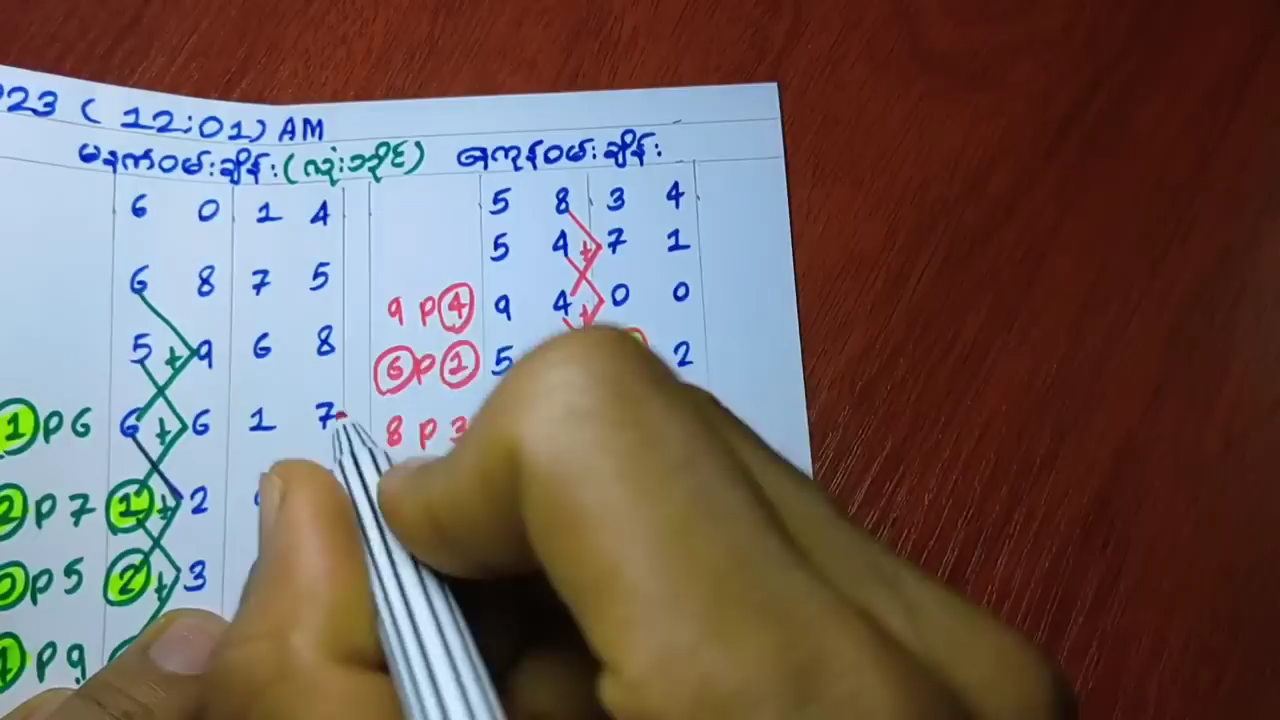 023 ( 12:01) AM
မနက်ဝမ်းချိန်း(လုံးဘိုင်) ရကုန်ဝမ်းချိန်း
6 0 1 4 5 8 3 4
5 4 + 7 1
6 8 7 5
9 P 4 9 4 + 0 0
5 + 9 6 8 6 P 1 5 2
1 P 6 6 + 6 1 7 8 P 3
2 P 7 1 + 2
P 5 2 + 3
P 9